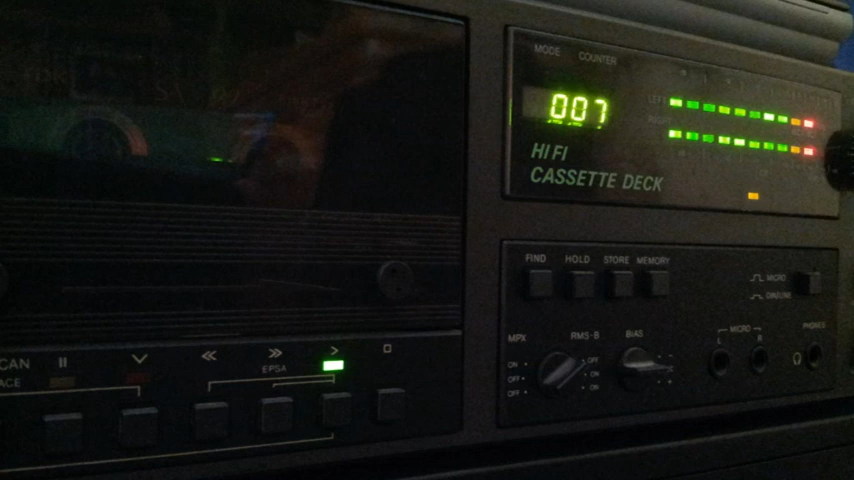 MODE COUNTER
007
LEFT
RIGHT
HI FI
CASSETTE DECK
FIND HOLD STORE MEMORY
MICRO
DIN/LINE
MPX RMS-B BIAS
MICRO
L R
PHONES
ON
OFF
OFF
OFF
ON
ON
CAN
ACE
EPSA